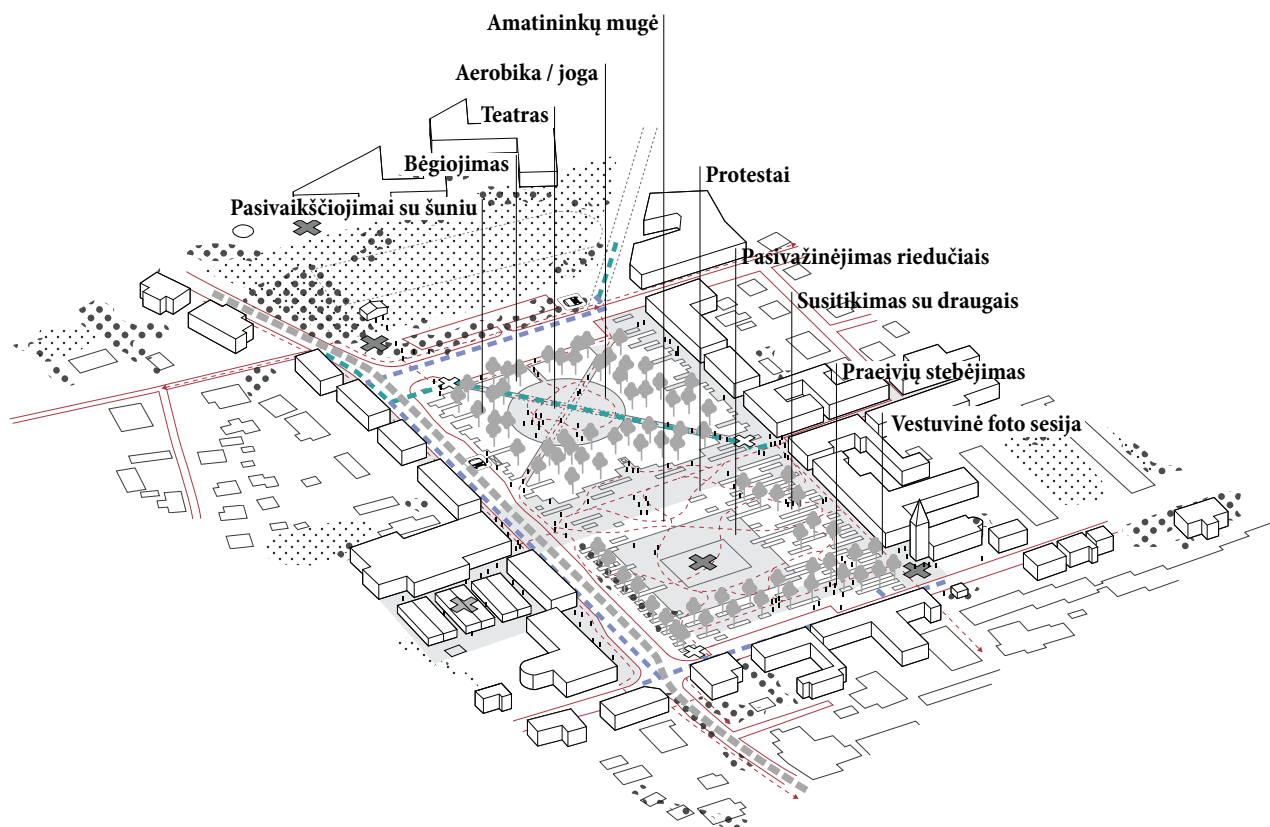 Amatininkų mugė
Aerobika / joga
Teatras
Bėgiojimas
Protestai
Pasivaikščiojimai su šuniu
Pasivažinėjimas riedučiais
Susitikimas su draugais
Praeivių stebėjimas
Vestuvinė foto sesija